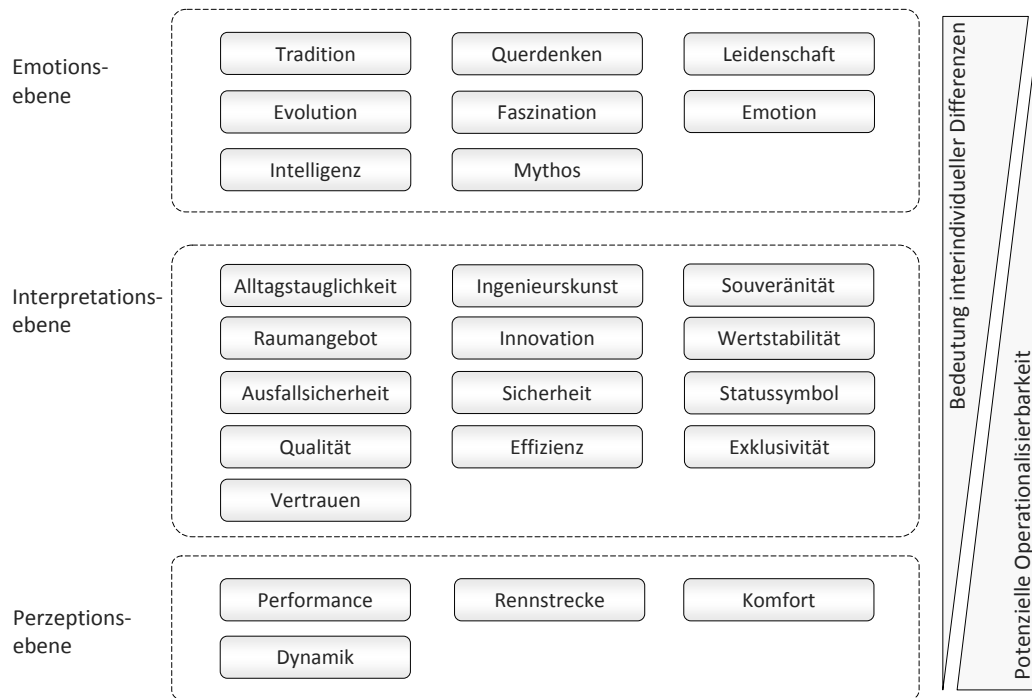 Emotions-
ebene
Tradition
Querdenken
Leidenschaft
Evolution
Faszination
Emotion
Intelligenz
Mythos
Interpretations-
ebene
Alltagstauglichkeit
Ingenieurskunst
Souveränität
Raumangebot
Innovation
Wertstabilität
Ausfallsicherheit
Sicherheit
Statussymbol
Qualität
Effizienz
Exklusivität
Vertrauen
Perzeptions-
ebene
Performance
Rennstrecke
Komfort
Dynamik
Bedeutung interindividueller Differenzen
Potenzielle Operationalisierbarkeit